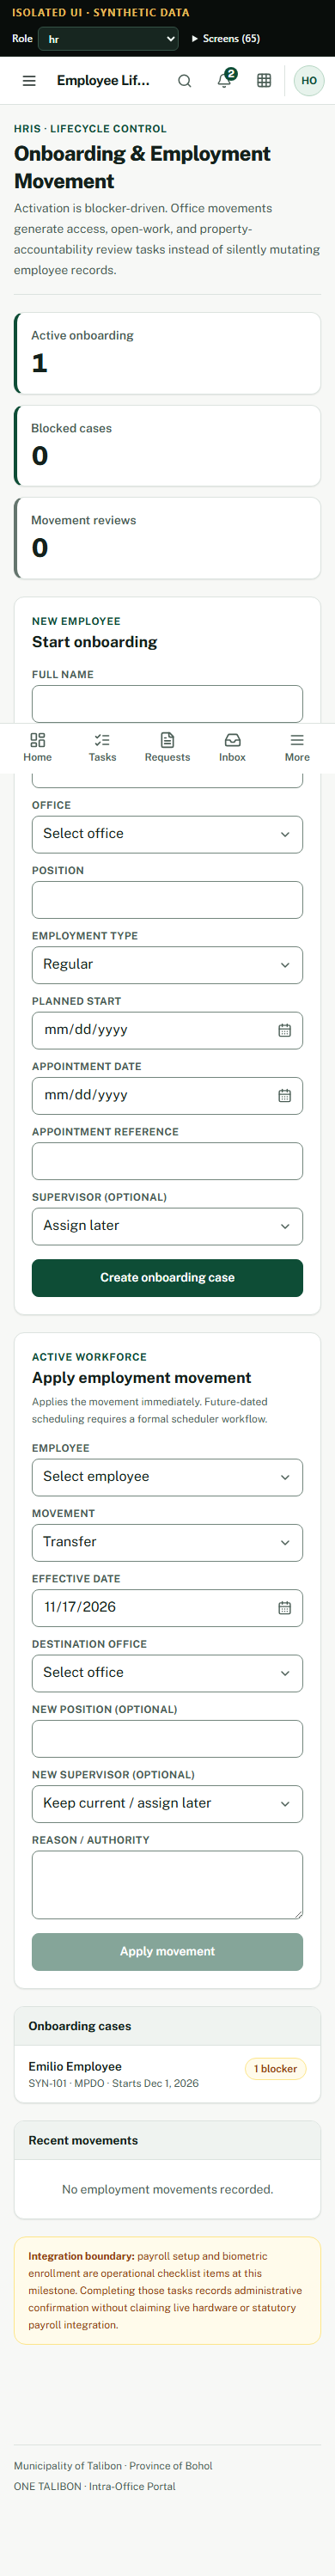 ISOLATED UI · SYNTHETIC DATA
Role hr Screens (65)
Employee Lif... 2 HO
HRIS · LIFECYCLE CONTROL
Onboarding & Employment
Movement
Activation is blocker-driven. Office movements
generate access, open-work, and property-
accountability review tasks instead of silently mutating
employee records.
Active onboarding
1
Blocked cases
0
Movement reviews
0
NEW EMPLOYEE
Start onboarding
FULL NAME
Home Tasks Requests Inbox More
OFFICE
Select office
POSITION
EMPLOYMENT TYPE
Regular
PLANNED START
mm/dd/yyyy
APPOINTMENT DATE
mm/dd/yyyy
APPOINTMENT REFERENCE
SUPERVISOR (OPTIONAL)
Assign later
Create onboarding case
ACTIVE WORKFORCE
Apply employment movement
Applies the movement immediately. Future-dated
scheduling requires a formal scheduler workflow.
EMPLOYEE
Select employee
MOVEMENT
Transfer
EFFECTIVE DATE
11/17/2026
DESTINATION OFFICE
Select office
NEW POSITION (OPTIONAL)
NEW SUPERVISOR (OPTIONAL)
Keep current / assign later
REASON / AUTHORITY
Apply movement
Onboarding cases
Emilio Employee
1 blocker
SYN-101 · MPDO · Starts Dec 1, 2026
Recent movements
No employment movements recorded.
Integration boundary: payroll setup and biometric
enrollment are operational checklist items at this
milestone. Completing those tasks records administrative
confirmation without claiming live hardware or statutory
payroll integration.
Municipality of Talibon · Province of Bohol
ONE TALIBON · Intra-Office Portal